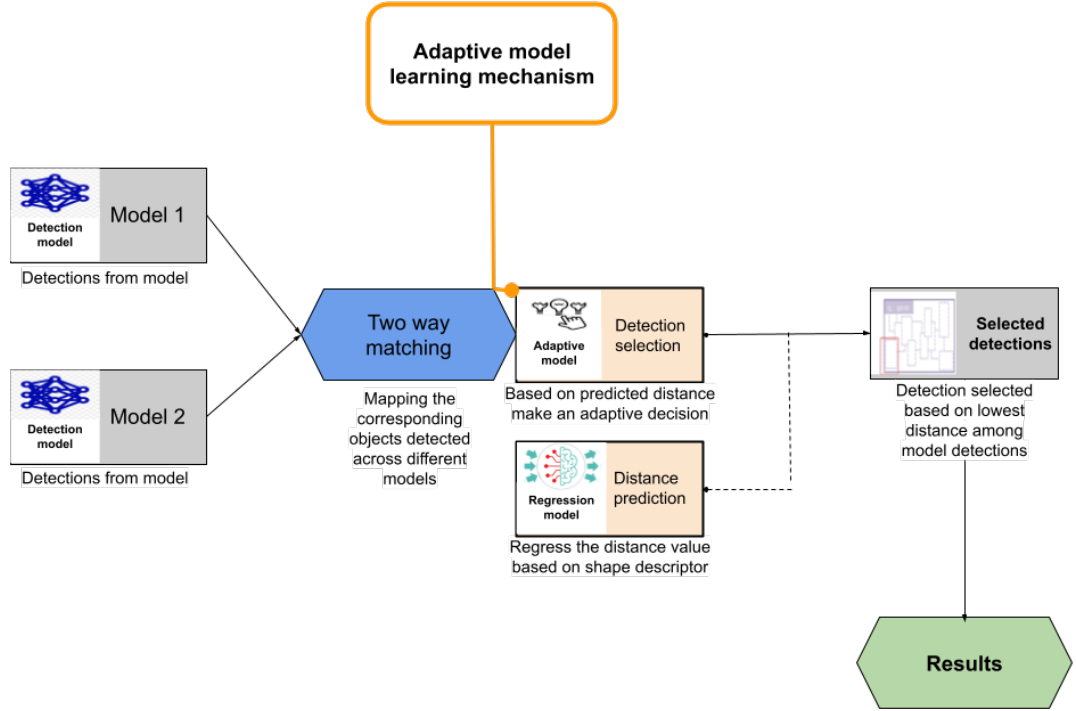 Adaptive model
learning mechanism
Detection
model
Model 1
Detections from model
Detection
model
Model 2
Detections from model
Two way
matching
Mapping the
corresponding
objects detected
across different
models
Adaptive
model
Detection
selection
Based on predicted distance
make an adaptive decision
Regression
model
Distance
prediction
Regress the distance value
based on shape descriptor
Selected
detections
Detection selected
based on lowest
distance among
model detections
Results